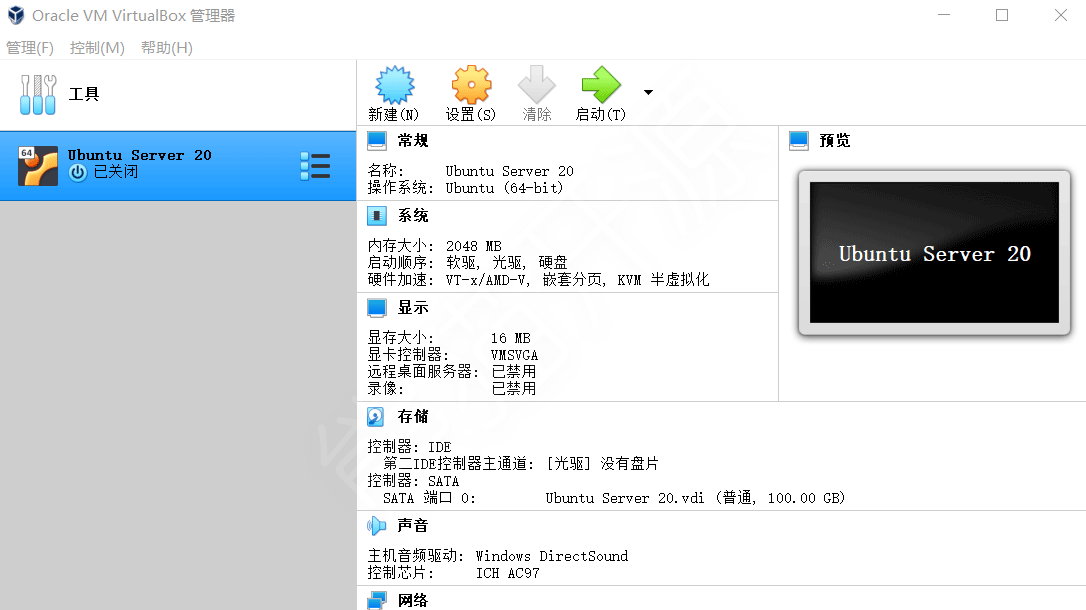 Oracle VM VirtualBox 管理器
管理(F) 控制(M) 帮助(H)
工具
新建(N) 设置(S) 清除 启动(T)
64
Ubuntu Server 20
已关闭
常规
名称: Ubuntu Server 20
操作系统: Ubuntu (64-bit)
系统
内存大小: 2048 MB
启动顺序: 软驱, 光驱, 硬盘
硬件加速: VT-x/AMD-V, 嵌套分页, KVM 半虚拟化
显示
显存大小: 16 MB
显卡控制器: VMSVGA
远程桌面服务器: 已禁用
录像: 已禁用
预览
Ubuntu Server 20
存储
控制器: IDE
第二IDE控制器主通道: [光驱] 没有盘片
控制器: SATA
SATA 端口 0: Ubuntu Server 20.vdi (普通, 100.00 GB)
声音
主机音频驱动: Windows DirectSound
控制芯片: ICH AC97
网络